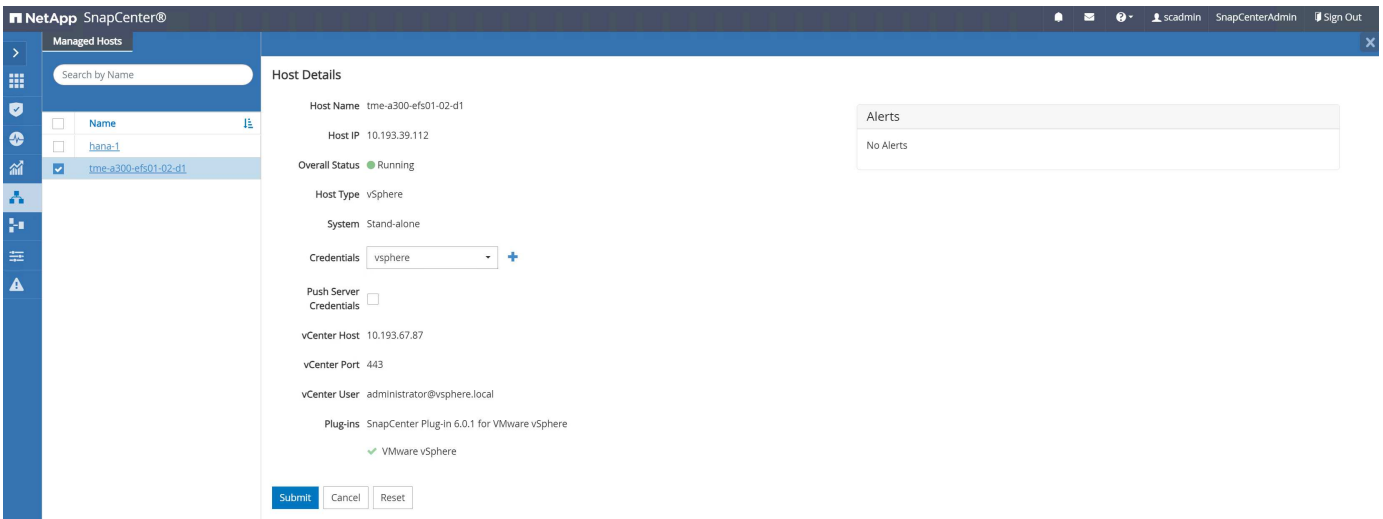 NetApp SnapCenter®
scadmin SnapCenterAdmin Sign Out
Managed Hosts
Search by Name
Name
hana-1
tme-a300-efs01-02-d1
Host Details
Host Name tme-a300-efs01-02-d1
Host IP 10.193.39.112
Overall Status Running
Host Type vSphere
System Stand-alone
Credentials vsphere
Push Server
Credentials
vCenter Host 10.193.67.87
vCenter Port 443
vCenter User administrator@vsphere.local
Plug-ins SnapCenter Plug-in 6.0.1 for VMware vSphere
VMware vSphere
Submit Cancel Reset
Alerts
No Alerts